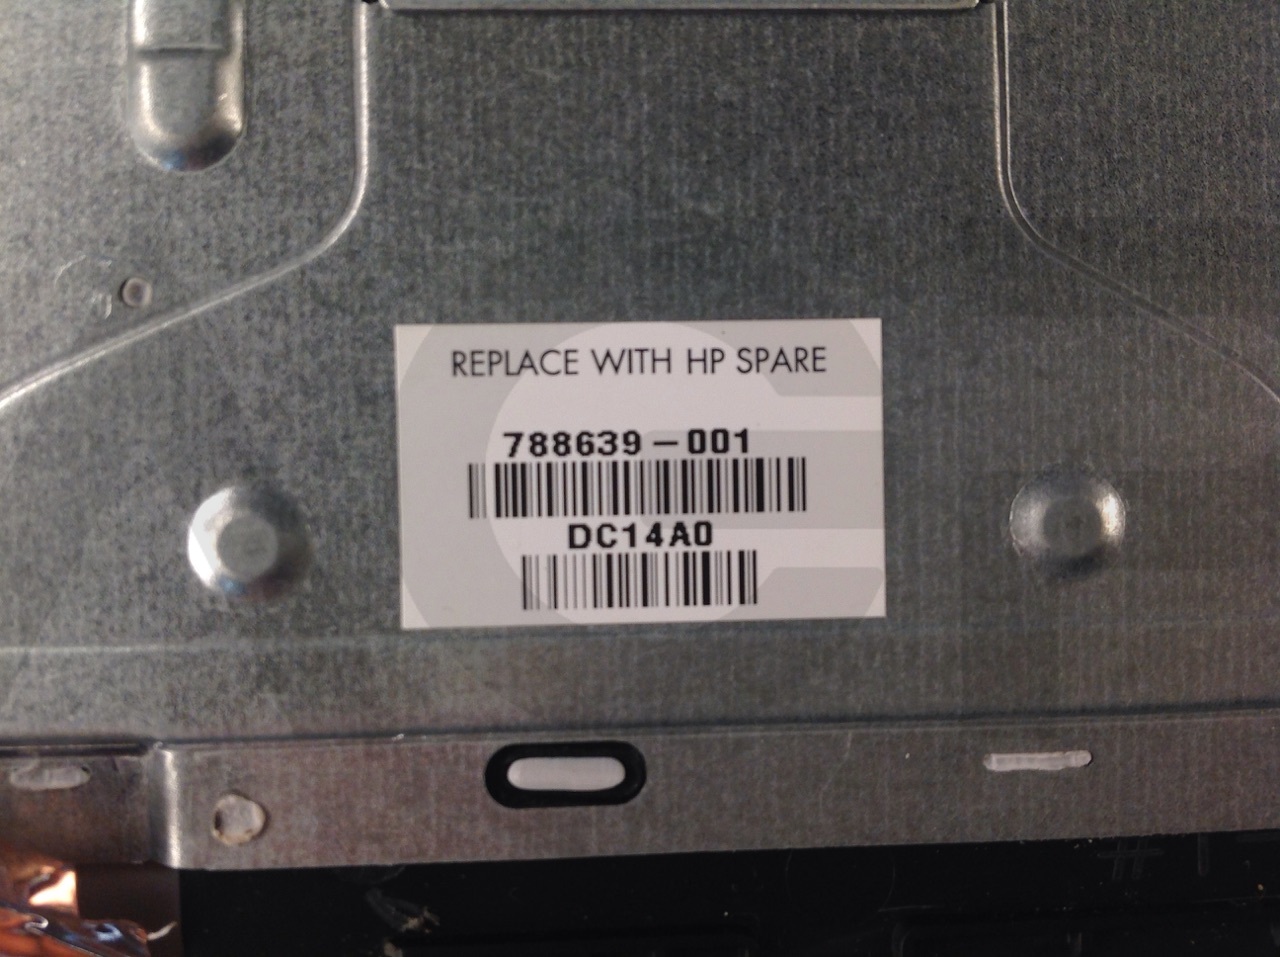 REPLACE WITH HP SPARE
788639-001
DC14A0